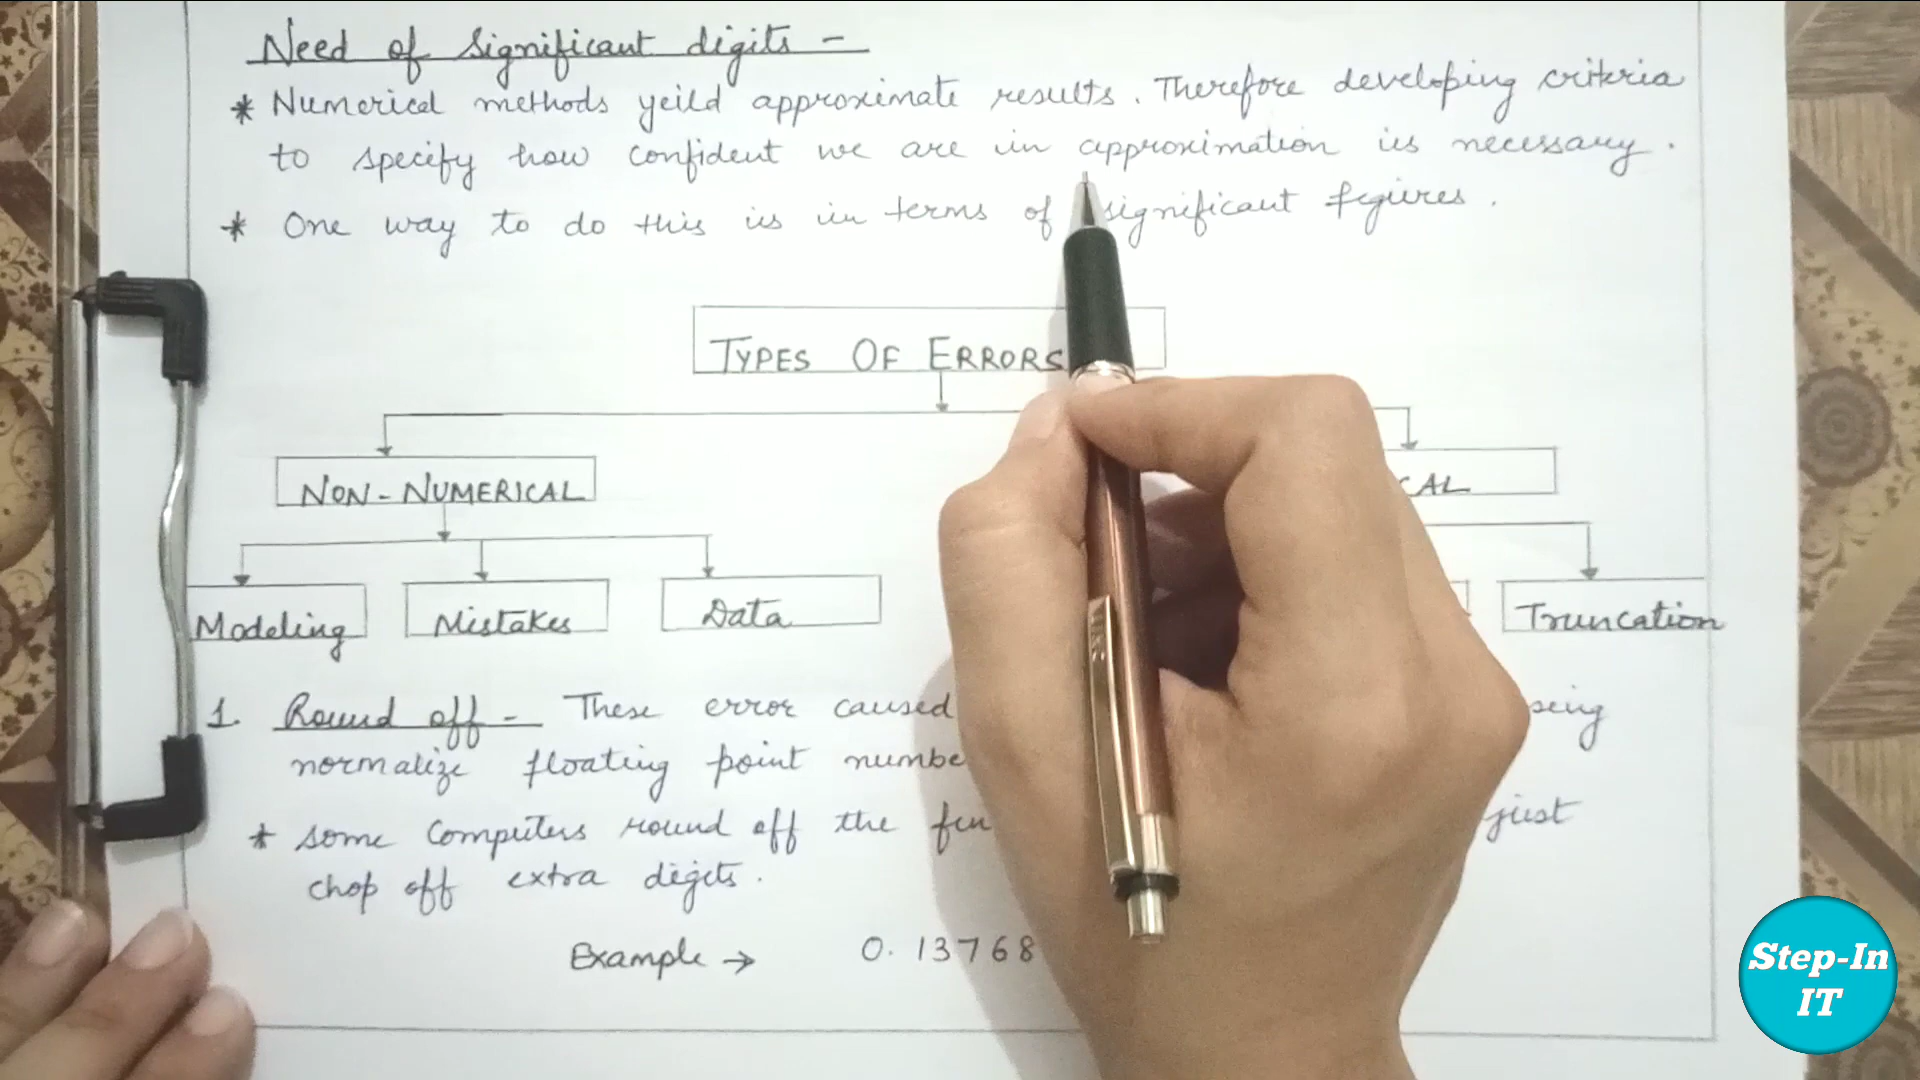 Need of significant digits -
* Numerical methods yeild approximate results. Therefore developing criteria
to specify how confident we are in approximation is necessary.
* One way to do this is in terms of significant figures.
TYPES OF ERRORS
NON-NUMERICAL
CAL
Modeling
Mistakes
Data
Truncation
1. Round off - These error caused
normalize floating point numbe
* some Computers round off the just
chop off extra digits.
Example → 0.13768
Step-In
IT